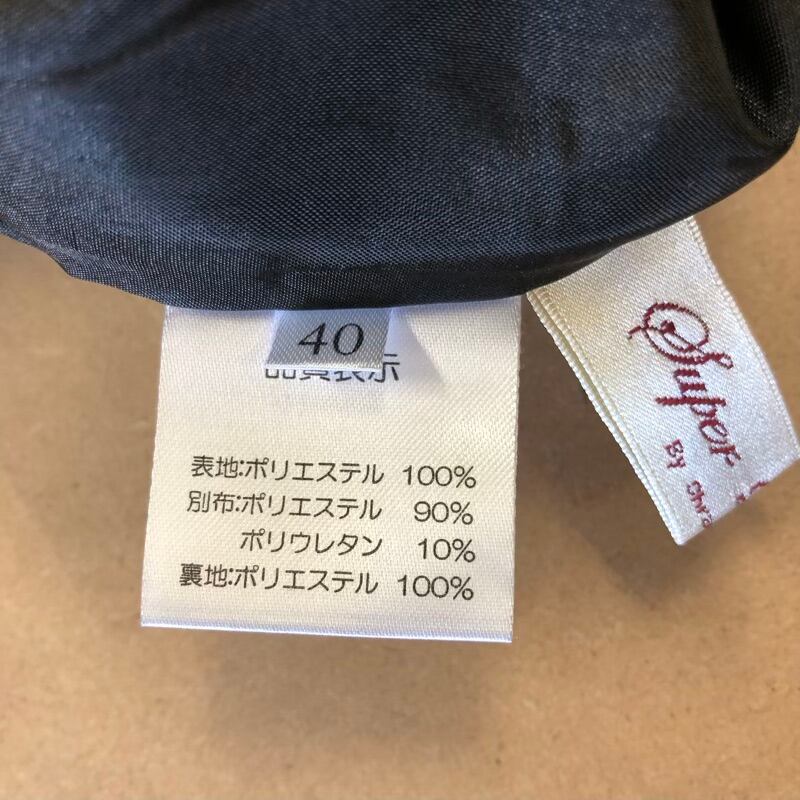 40
品質表示
表地:ポリエステル 100%
別布:ポリエステル 90%
ポリウレタン 10%
裏地:ポリエステル 100%
Super
By